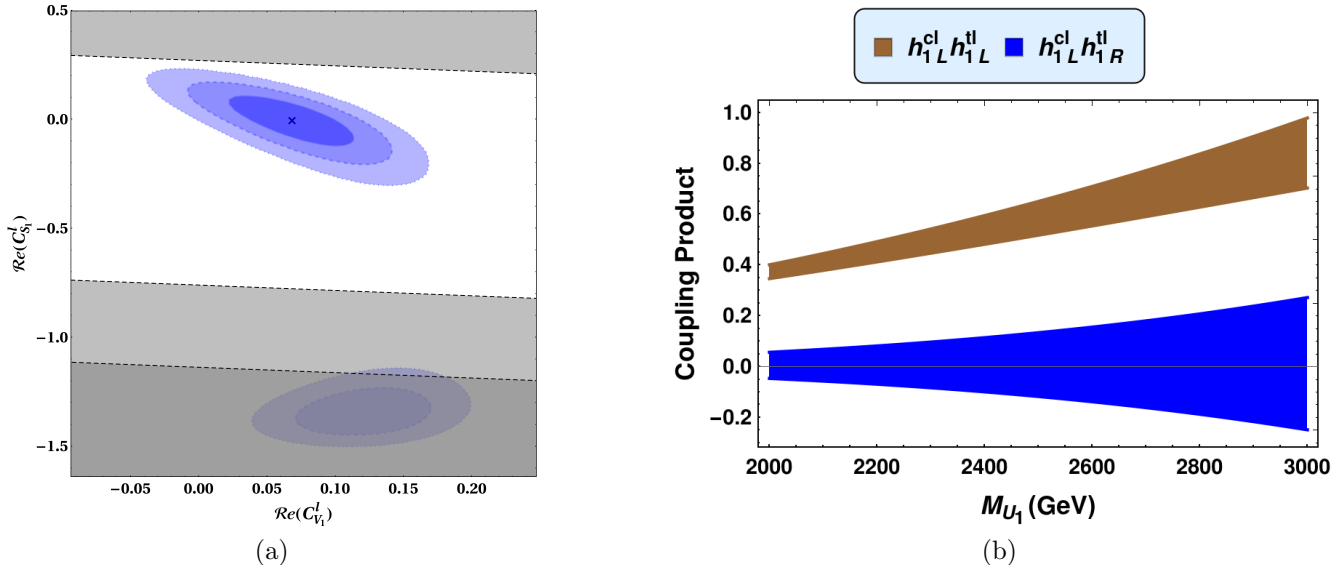 0.5
0.0
−0.5
−1.0
−1.5
Re(C^l_{S_1})
−0.05 0.00 0.05 0.10 0.15 0.20
Re(C^l_{V_1})
(a)
h^{cl}_{1L} h^{tl}_{1L} h^{cl}_{1L} h^{tl}_{1R}
1.0
0.8
0.6
0.4
0.2
0.0
−0.2
Coupling Product
2000 2200 2400 2600 2800 3000
M_{U_1} (GeV)
(b)